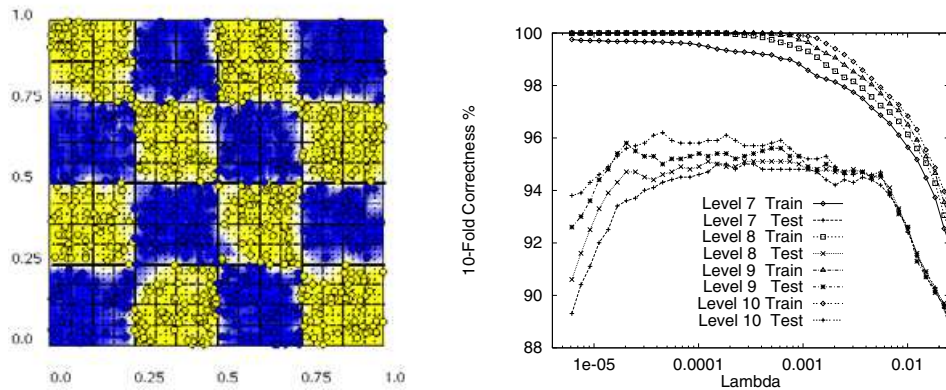 1.0
0.75
0.5
0.25
0.0
0.0 0.25 0.5 0.75 1.0
10-Fold Correctness %
100
98
96
94
92
90
88
Level 7 Train
Level 7 Test
Level 8 Train
Level 8 Test
Level 9 Train
Level 9 Test
Level 10 Train
Level 10 Test
1e-05 0.0001 0.001 0.01
Lambda